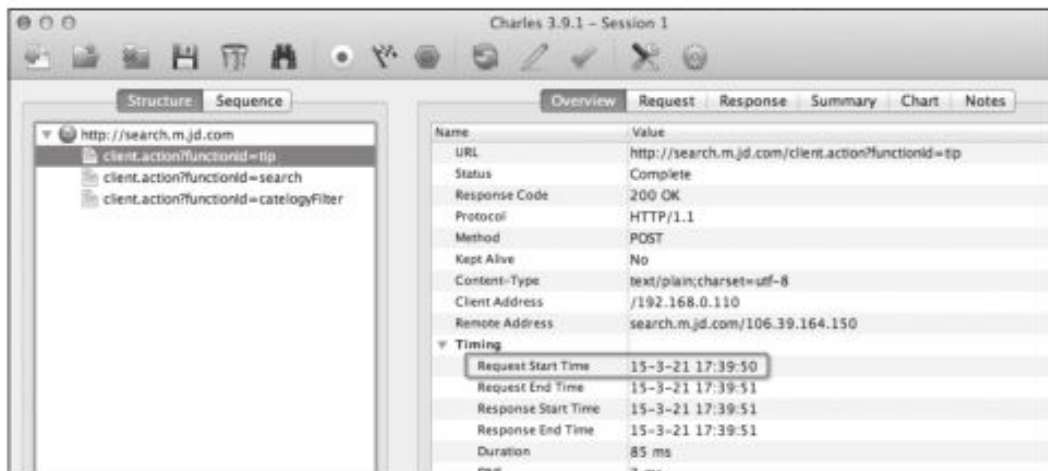 Charles 3.9.1 – Session 1
Structure Sequence
http://search.m.jd.com
client.action?functionId=tip
client.action?functionId=search
client.action?functionId=catelogyFilter
Overview Request Response Summary Chart Notes
Name Value
URL http://search.m.jd.com/client.action?functionId=tip
Status Complete
Response Code 200 OK
Protocol HTTP/1.1
Method POST
Kept Alive No
Content-Type text/plain;charset=utf-8
Client Address /192.168.0.110
Remote Address search.m.jd.com/106.39.164.150
Timing
Request Start Time 15-3-21 17:39:50
Request End Time 15-3-21 17:39:51
Response Start Time 15-3-21 17:39:51
Response End Time 15-3-21 17:39:51
Duration 85 ms